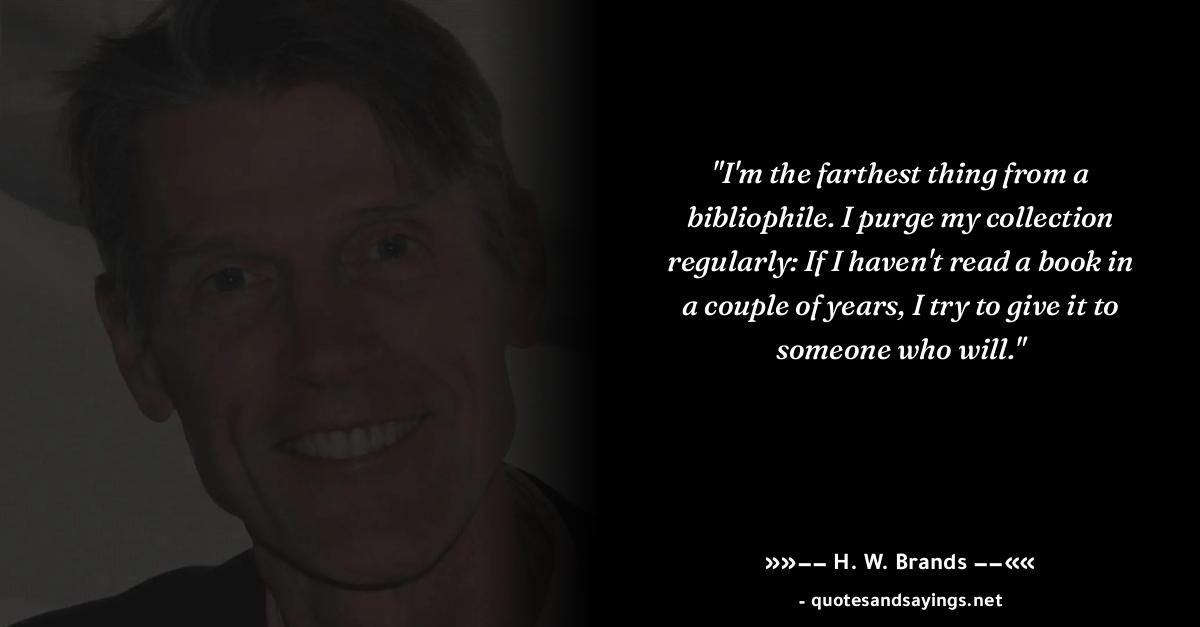 "I'm the farthest thing from a
bibliophile. I purge my collection
regularly: If I haven't read a book in
a couple of years, I try to give it to
someone who will."
»»−− H. W. Brands −−««
- quotesandsayings.net